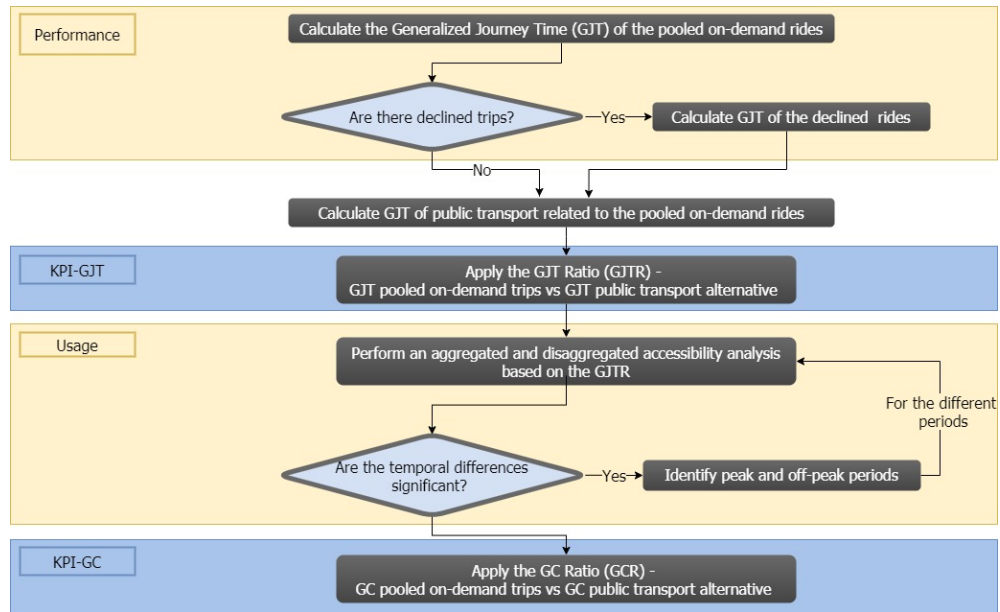 Performance
Calculate the Generalized Journey Time (GJT) of the pooled on-demand rides
Are there declined trips?
Yes
Calculate GJT of the declined rides
No
Calculate GJT of public transport related to the pooled on-demand rides
KPI-GJT
Apply the GJT Ratio (GJTR) -
GJT pooled on-demand trips vs GJT public transport alternative
Usage
Perform an aggregated and disaggregated accessibility analysis
based on the GJTR
For the different
periods
Are the temporal differences
significant?
Yes
Identify peak and off-peak periods
KPI-GC
Apply the GC Ratio (GCR) -
GC pooled on-demand trips vs GC public transport alternative